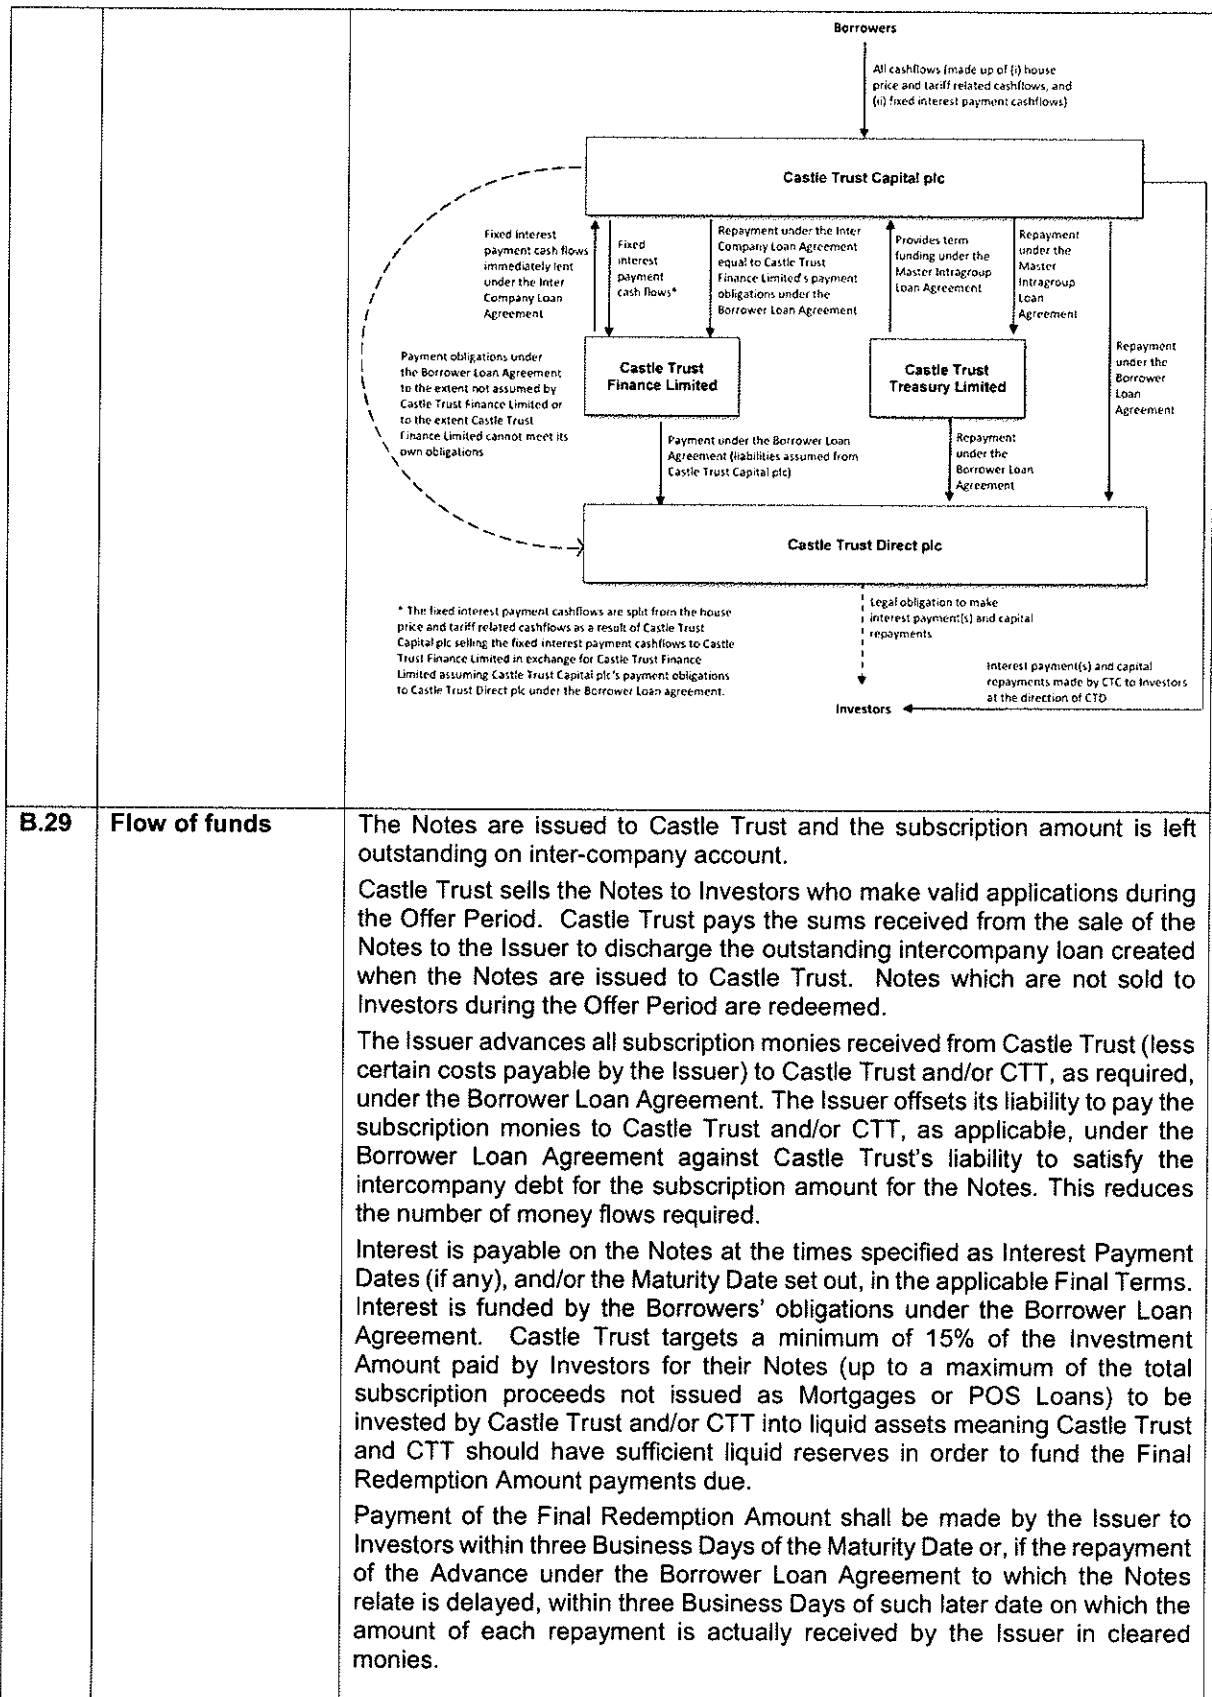 Borrowers
All cashflows (made up of (i) house
price and tariff related cashflows, and
(ii) fixed interest payment cashflows)
Castle Trust Capital plc
Fixed interest
payment cash flows
immediately lent
under the Inter
Company Loan
Agreement
Fixed
interest
payment
cash flows*
Repayment under the Inter
Company Loan Agreement
equal to Castle Trust
Finance Limited's payment
obligations under the
Borrower Loan Agreement
Provides term
funding under the
Master Intragroup
Loan Agreement
Repayment
under the
Master
Intragroup
Loan
Agreement
Repayment
under the
Borrower
Loan
Agreement
Payment obligations under
the Borrower Loan Agreement
to the extent not assumed by
Castle Trust Finance Limited or
to the extent Castle Trust
Finance Limited cannot meet its
own obligations
Castle Trust
Finance Limited
Castle Trust
Treasury Limited
Payment under the Borrower Loan
Agreement (liabilities assumed from
Castle Trust Capital plc)
Repayment
under the
Borrower Loan
Agreement
Castle Trust Direct plc
Legal obligation to make
interest payment(s) and capital
repayments
* The fixed interest payment cashflows are split from the house
price and tariff related cashflows as a result of Castle Trust
Capital plc selling the fixed interest payment cashflows to Castle
Trust Finance Limited in exchange for Castle Trust Finance
Limited assuming Castle Trust Capital plc's payment obligations
to Castle Trust Direct plc under the Borrower Loan agreement.
Interest payment(s) and capital
repayments made by CTC to Investors
at the direction of CTD
Investors
B.29 Flow of funds
The Notes are issued to Castle Trust and the subscription amount is left
outstanding on inter-company account.
Castle Trust sells the Notes to Investors who make valid applications during
the Offer Period. Castle Trust pays the sums received from the sale of the
Notes to the Issuer to discharge the outstanding intercompany loan created
when the Notes are issued to Castle Trust. Notes which are not sold to
Investors during the Offer Period are redeemed.
The Issuer advances all subscription monies received from Castle Trust (less
certain costs payable by the Issuer) to Castle Trust and/or CTT, as required,
under the Borrower Loan Agreement. The Issuer offsets its liability to pay the
subscription monies to Castle Trust and/or CTT, as applicable, under the
Borrower Loan Agreement against Castle Trust's liability to satisfy the
intercompany debt for the subscription amount for the Notes. This reduces
the number of money flows required.
Interest is payable on the Notes at the times specified as Interest Payment
Dates (if any), and/or the Maturity Date set out, in the applicable Final Terms.
Interest is funded by the Borrowers' obligations under the Borrower Loan
Agreement. Castle Trust targets a minimum of 15% of the Investment
Amount paid by Investors for their Notes (up to a maximum of the total
subscription proceeds not issued as Mortgages or POS Loans) to be
invested by Castle Trust and/or CTT into liquid assets meaning Castle Trust
and CTT should have sufficient liquid reserves in order to fund the Final
Redemption Amount payments due.
Payment of the Final Redemption Amount shall be made by the Issuer to
Investors within three Business Days of the Maturity Date or, if the repayment
of the Advance under the Borrower Loan Agreement to which the Notes
relate is delayed, within three Business Days of such later date on which the
amount of each repayment is actually received by the Issuer in cleared
monies.